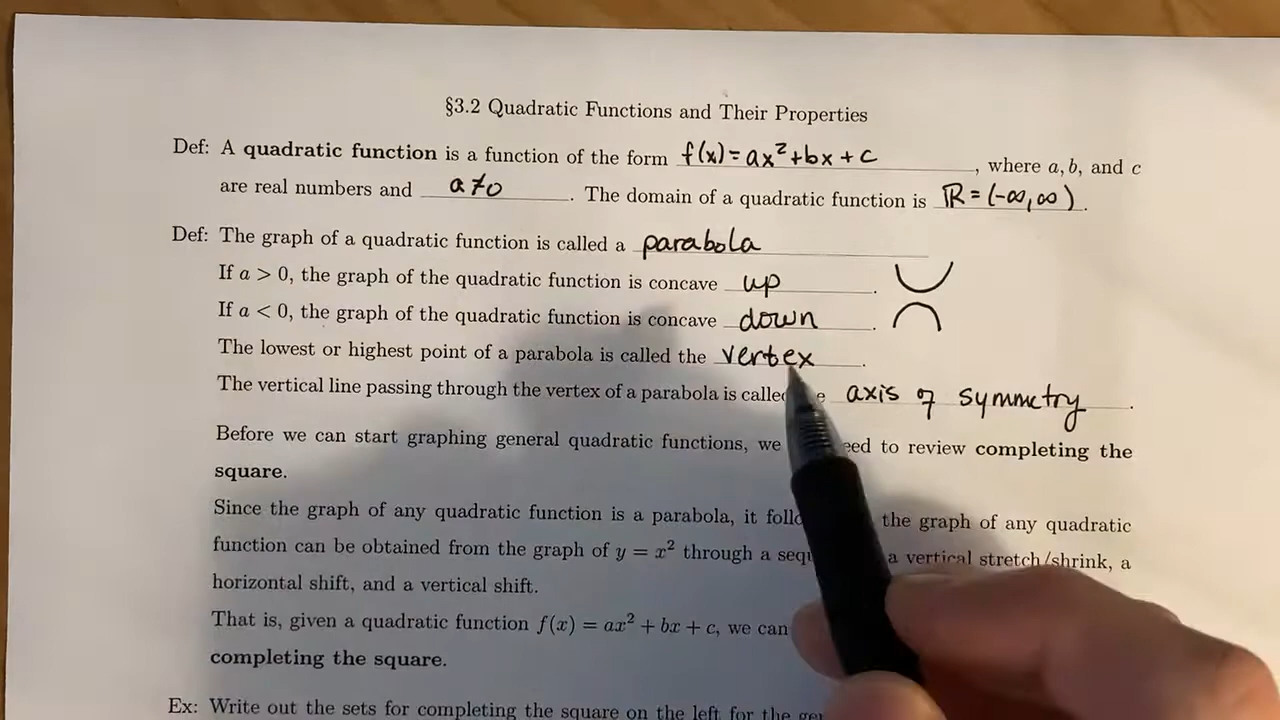 §3.2 Quadratic Functions and Their Properties
Def: A quadratic function is a function of the form f(x)=ax²+bx+c, where a, b, and c
are real numbers and a≠0. The domain of a quadratic function is ℝ=(-∞,∞).
Def: The graph of a quadratic function is called a parabola
If a > 0, the graph of the quadratic function is concave up.
If a < 0, the graph of the quadratic function is concave down.
The lowest or highest point of a parabola is called the vertex.
The vertical line passing through the vertex of a parabola is axis of symmetry.
Before we can start graphing general quadratic functions, we to review completing the
square.
Since the graph of any quadratic function is a parabola, it the graph of any quadratic
function can be obtained from the graph of y = x² through a a vertical stretch/shrink, a
horizontal shift, and a vertical shift.
That is, given a quadratic function f(x) = ax² + bx + c, we can
completing the square.
Ex: Write out the sets for completing the square on the left for the